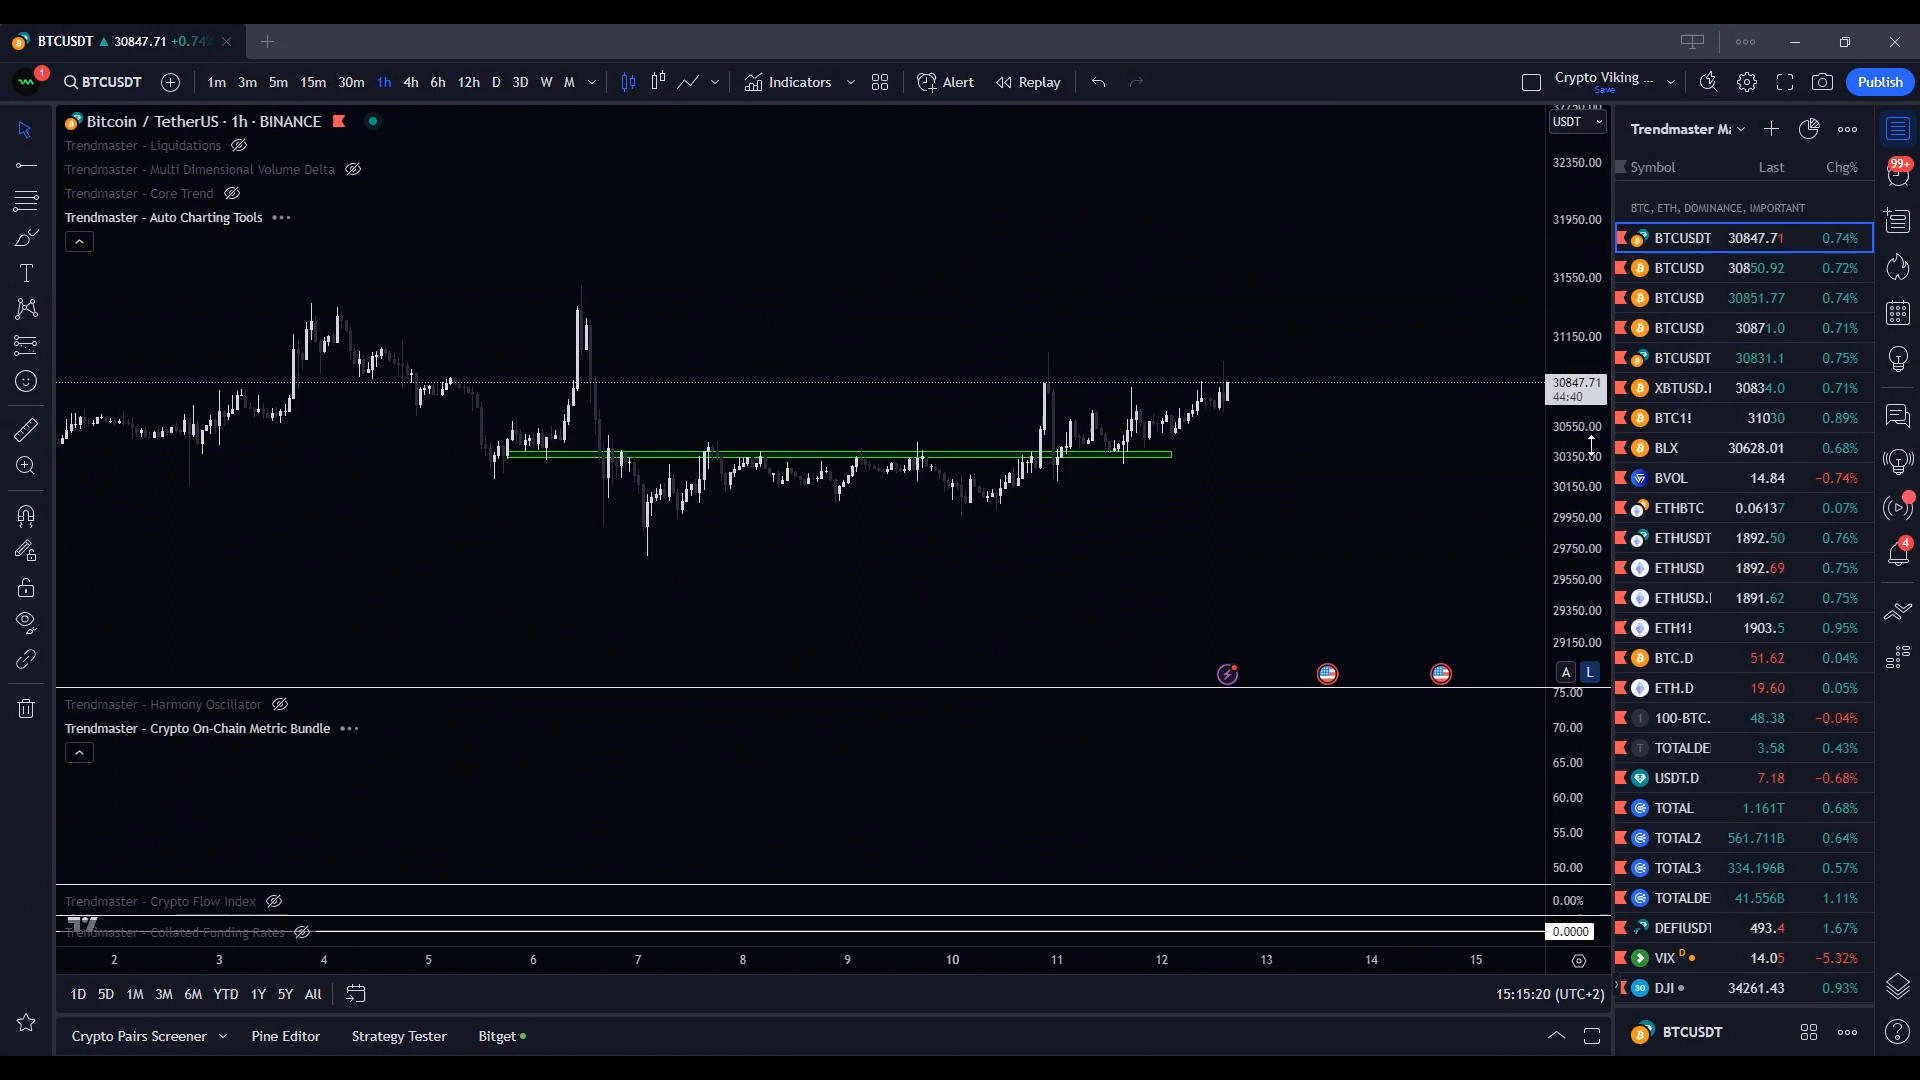 BTCUSDT ▲ 30847.71 +0.74%
1 BTCUSDT 1m 3m 5m 15m 30m 1h 4h 6h 12h D 3D W M Indicators Alert Replay Crypto Viking ... Save Publish
Bitcoin / TetherUS · 1h · BINANCE
Trendmaster - Liquidations
Trendmaster - Multi Dimensional Volume Delta
Trendmaster - Core Trend
Trendmaster - Auto Charting Tools
USDT
32750.00
32350.00
31950.00
31550.00
31150.00
30847.71
44:40
30550.00
30350.00
30150.00
29950.00
29750.00
29550.00
29350.00
29150.00
A L
75.00
Trendmaster - Harmony Oscillator
Trendmaster - Crypto On-Chain Metric Bundle
70.00
65.00
60.00
55.00
50.00
Trendmaster - Crypto Flow Index
0.00%
Trendmaster - Collated Funding Rates
0.0000
2 3 4 5 6 7 8 9 10 11 12 13 14 15
1D 5D 1M 3M 6M YTD 1Y 5Y All
15:15:20 (UTC+2)
Crypto Pairs Screener Pine Editor Strategy Tester Bitget
Trendmaster
Symbol Last Chg%
BTC, ETH, DOMINANCE, IMPORTANT
BTCUSDT 30847.71 0.74%
BTCUSD 30850.92 0.72%
BTCUSD 30851.77 0.74%
BTCUSD 30871.0 0.71%
BTCUSDT 30831.1 0.75%
XBTUSD. 30834.0 0.71%
BTC1! 31030 0.89%
BLX 30628.01 0.68%
BVOL 14.84 −0.74%
ETHBTC 0.06137 0.07%
ETHUSDT 1892.50 0.76%
ETHUSD 1892.69 0.75%
ETHUSD. 1891.62 0.75%
ETH1! 1903.5 0.95%
BTC.D 51.62 0.04%
ETH.D 19.60 0.05%
1 100-BTC. 48.38 −0.04%
T TOTALDE 3.58 0.43%
USDT.D 7.18 −0.68%
TOTAL 1.161T 0.68%
TOTAL2 561.711B 0.64%
TOTAL3 334.196B 0.57%
TOTALDE 41.556B 1.11%
DEFIUSDT 493.4 1.67%
VIX D 14.05 −5.32%
30 DJI 34261.43 0.93%
BTCUSDT
99+
4